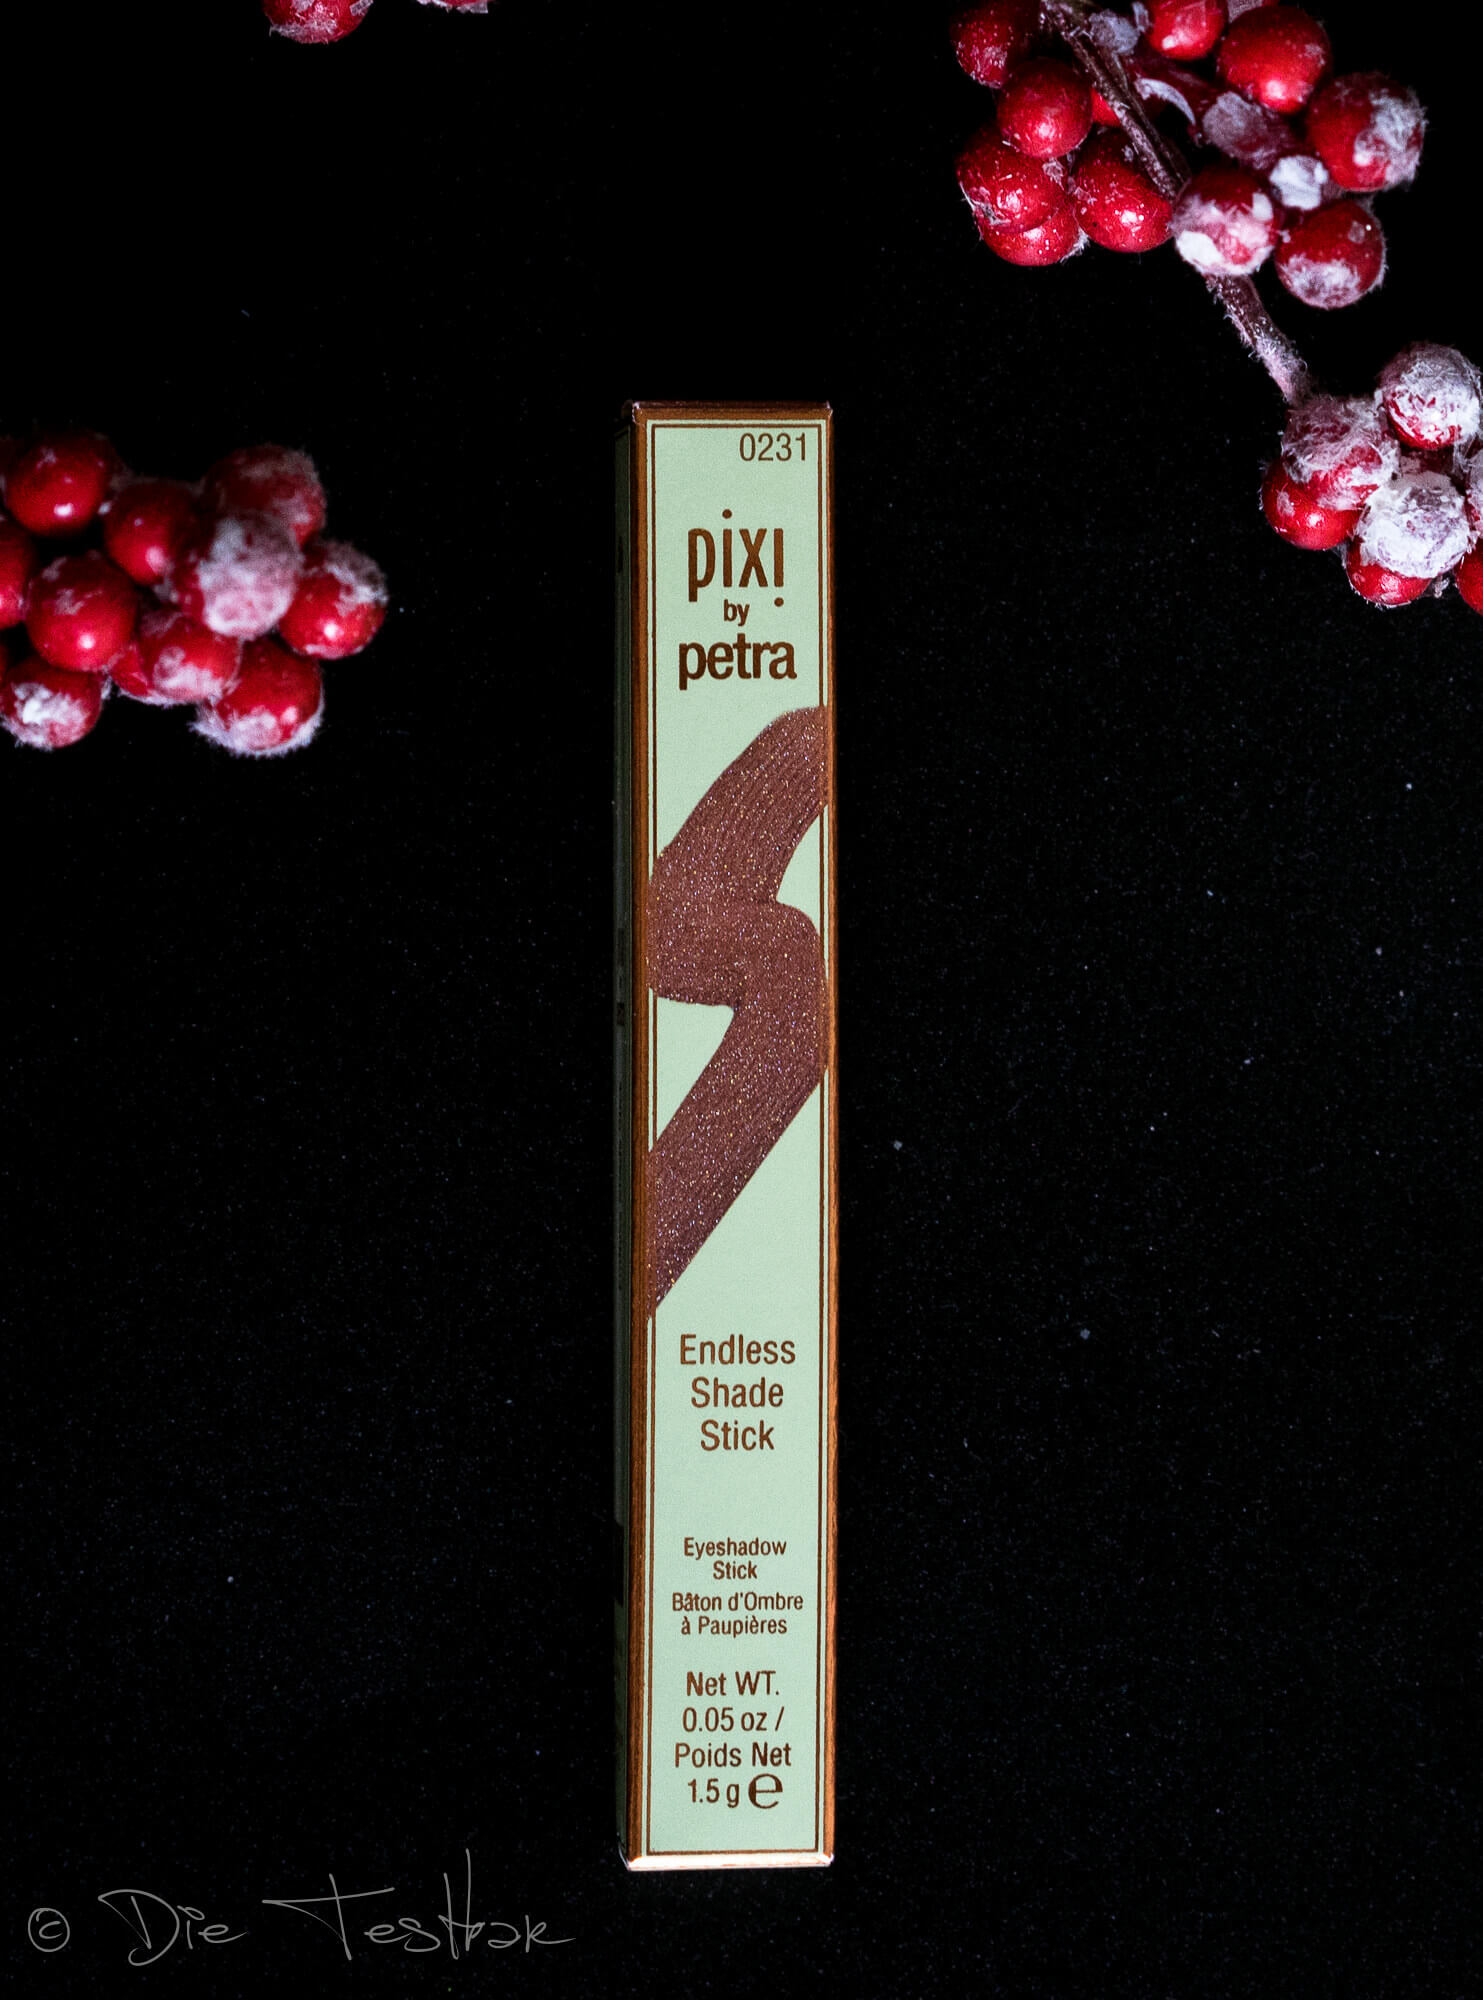 0231
pixi
by
petra
Endless
Shade
Stick
Eyeshadow
Stick
Bâton d'Ombre
à Paupières
Net WT.
0.05 oz /
Poids Net
1.5 g e
© Die Testbar